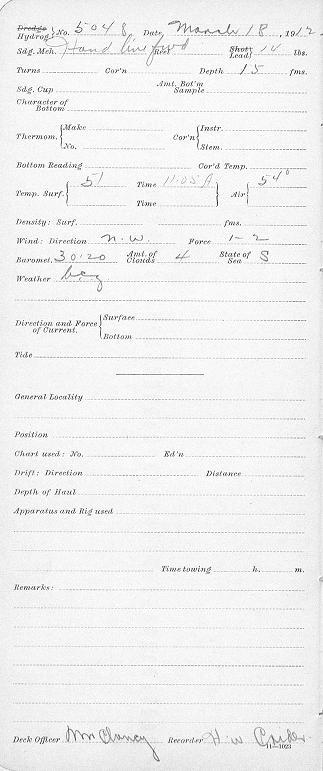 Dredge
Hydrog. No. 5048 Date, March 18, 1912
Sdg. Mch. Hand line fwd Reel Shot Lead 14 lbs.
Turns Cor'n Depth 15 fms.
Sdg. Cup Amt. Bot'm Sample
Character of Bottom
Thermom. Make No. Cor'n Instr. Stem.
Bottom Reading Cor'd Temp.
Temp. Surf. 51 Time 11:05 A Air 54°
Time
Density: Surf. fms.
Wind: Direction N.W. Force 1-2
Baromet. 30.20 Amt. of Clouds 4 State of Sea S
Weather bcg
Direction and Force of Current. Surface
Bottom
Tide
General Locality
Position
Chart used: No. Ed'n
Drift: Direction Distance
Depth of Haul
Apparatus and Rig used
Time towing h. m.
Remarks:
Deck Officer Clancy Recorder H. W.
11—1023